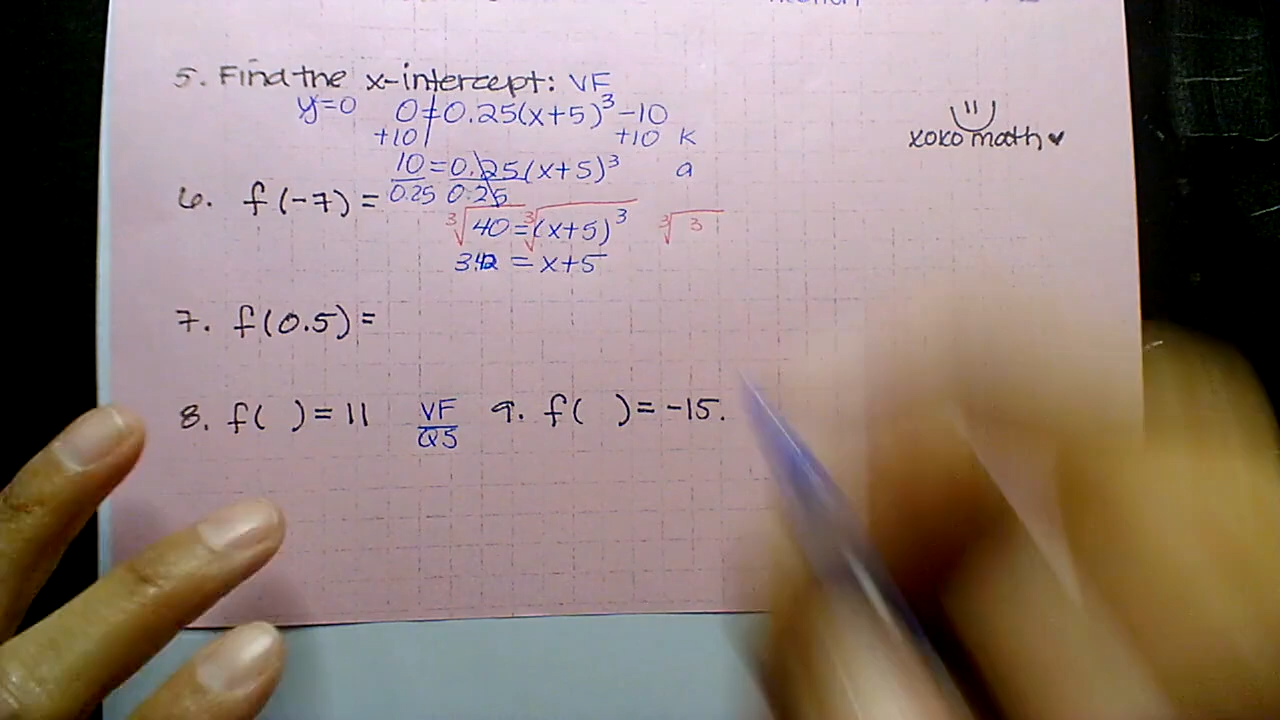 5. Find the x-intercept: VF
y=0 0=0.25(x+5)³-10
+10 +10 K
10=0.25(x+5)³ a
0.25 0.25
6. f(-7)=
∛40=∛(x+5)³ ∛3
3.42 = x+5
7. f(0.5)=
8. f( )=11 VF 9. f( )=-15.
QS
xoxo math ♥